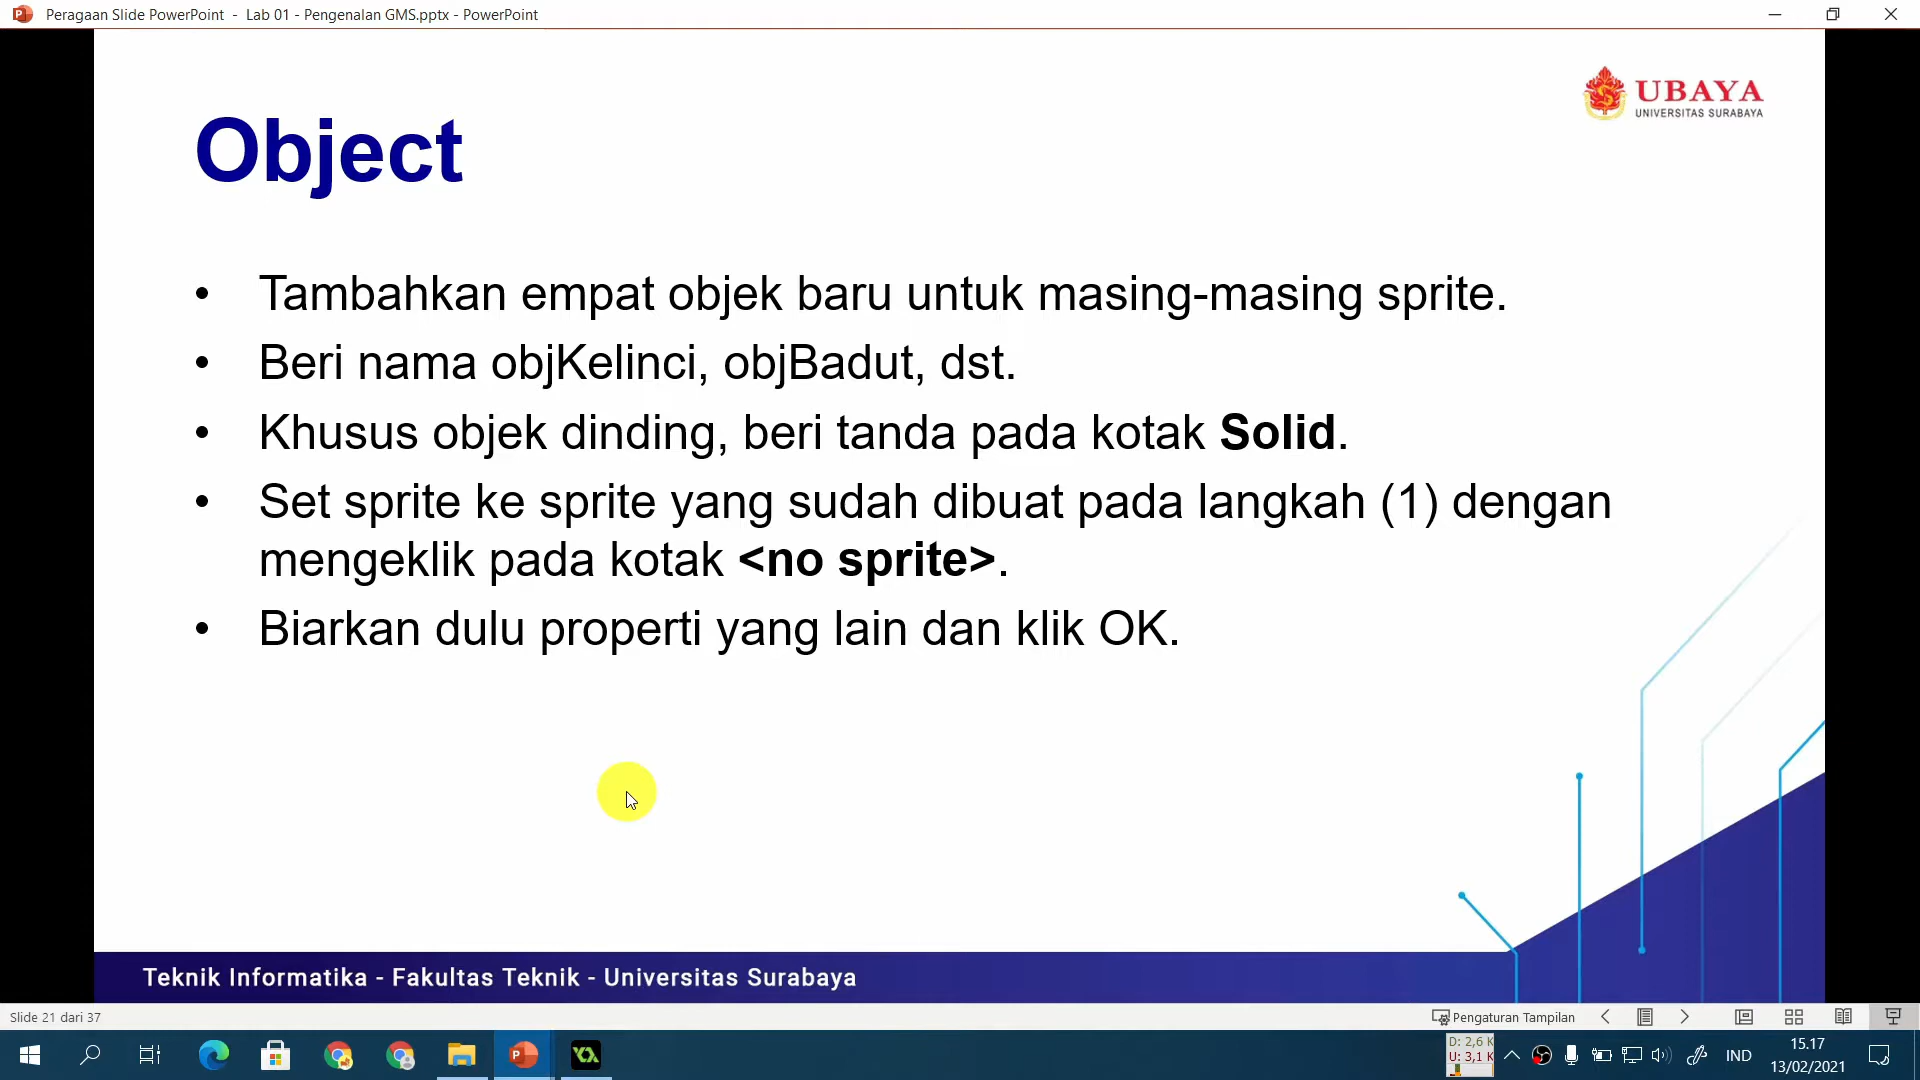 Peragaan Slide PowerPoint - Lab 01 - Pengenalan GMS.pptx - PowerPoint
UBAYA
UNIVERSITAS SURABAYA
Object
• Tambahkan empat objek baru untuk masing-masing sprite.
• Beri nama objKelinci, objBadut, dst.
• Khusus objek dinding, beri tanda pada kotak Solid.
• Set sprite ke sprite yang sudah dibuat pada langkah (1) dengan
mengeklik pada kotak <no sprite>.
• Biarkan dulu properti yang lain dan klik OK.
Teknik Informatika - Fakultas Teknik - Universitas Surabaya
Slide 21 dari 37
Pengaturan Tampilan
D: 2,6 K
U: 3,1 K
IND
15.17
13/02/2021